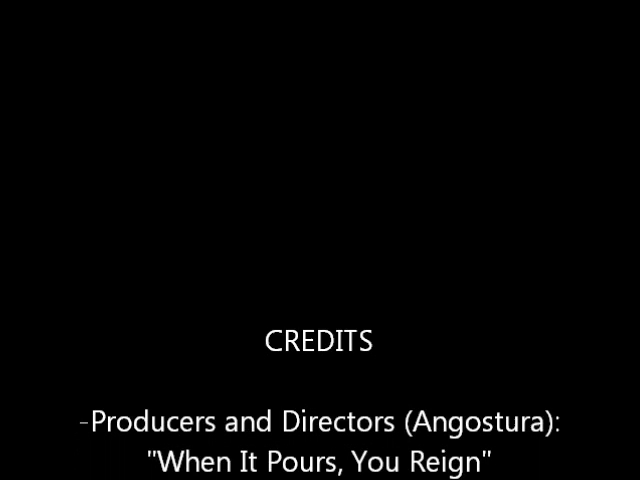 CREDITS
-Producers and Directors (Angostura):
"When It Pours, You Reign"